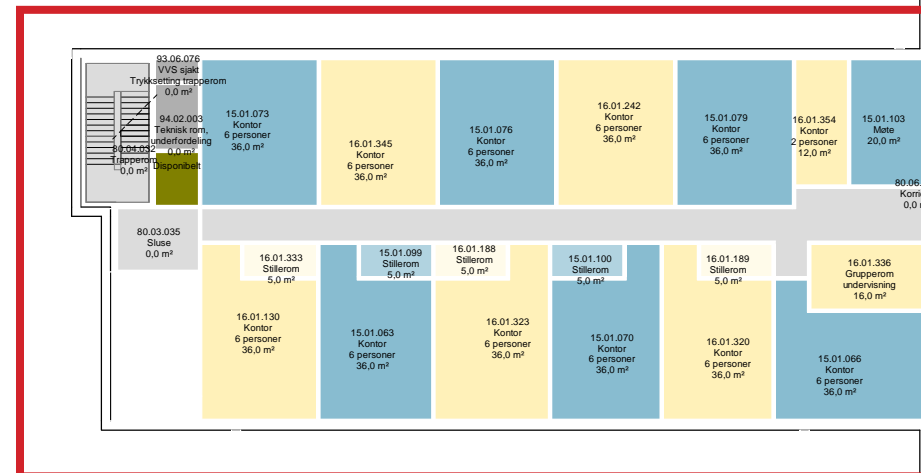 93.06.076
VVS sjakt
Trykksetting trapperom
0,0 m²
94.02.003
Teknisk rom,
underfordeling
0,0 m²
80.04.032
Trapperom
0,0 m²
Disponibelt
15.01.073
Kontor
6 personer
36,0 m²
16.01.345
Kontor
6 personer
36,0 m²
15.01.076
Kontor
6 personer
36,0 m²
16.01.242
Kontor
6 personer
36,0 m²
15.01.079
Kontor
6 personer
36,0 m²
16.01.354
Kontor
2 personer
12,0 m²
15.01.103
Møte
20,0 m²
80.06.
Korri
0,0
80.03.035
Sluse
0,0 m²
16.01.333
Stillerom
5,0 m²
15.01.099
Stillerom
5,0 m²
16.01.188
Stillerom
5,0 m²
15.01.100
Stillerom
5,0 m²
16.01.189
Stillerom
5,0 m²
16.01.336
Grupperom
undervisning
16,0 m²
16.01.130
Kontor
6 personer
36,0 m²
15.01.063
Kontor
6 personer
36,0 m²
16.01.323
Kontor
6 personer
36,0 m²
15.01.070
Kontor
6 personer
36,0 m²
16.01.320
Kontor
6 personer
36,0 m²
15.01.066
Kontor
6 personer
36,0 m²